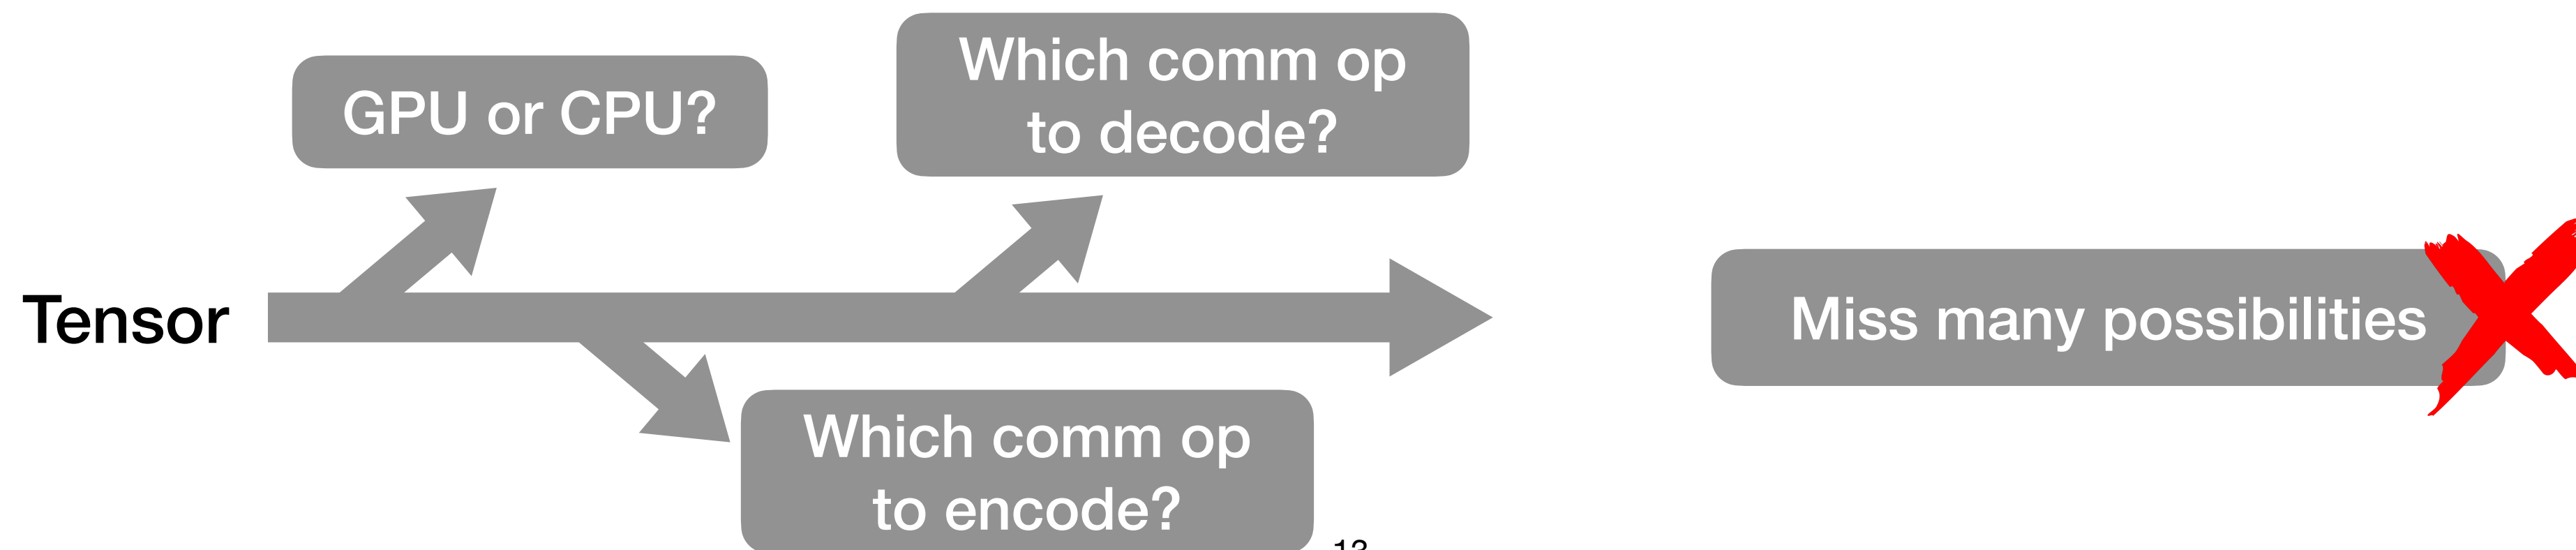 GPU or CPU?
Which comm op
to decode?
Tensor
Miss many possibilities
Which comm op
to encode?